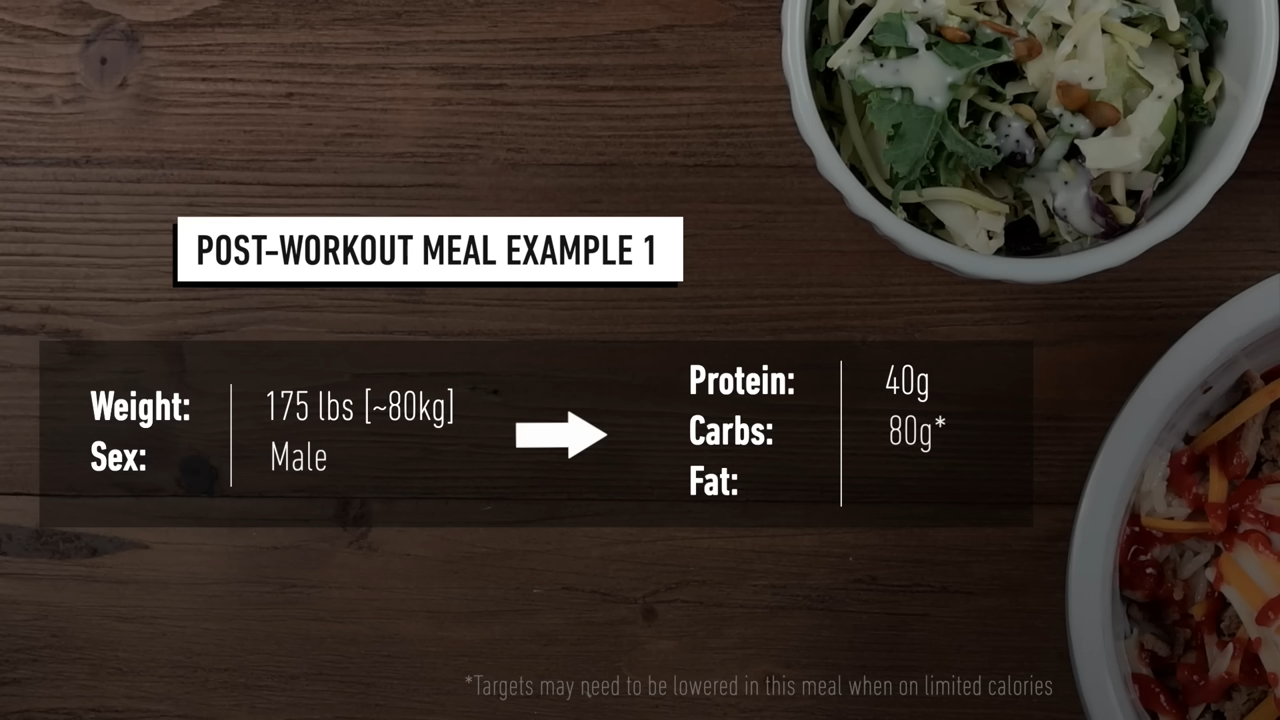 POST-WORKOUT MEAL EXAMPLE 1
Weight: 175 lbs [~80kg]
Sex: Male
Protein: 40g
Carbs: 80g*
Fat:
*Targets may need to be lowered in this meal when on limited calories